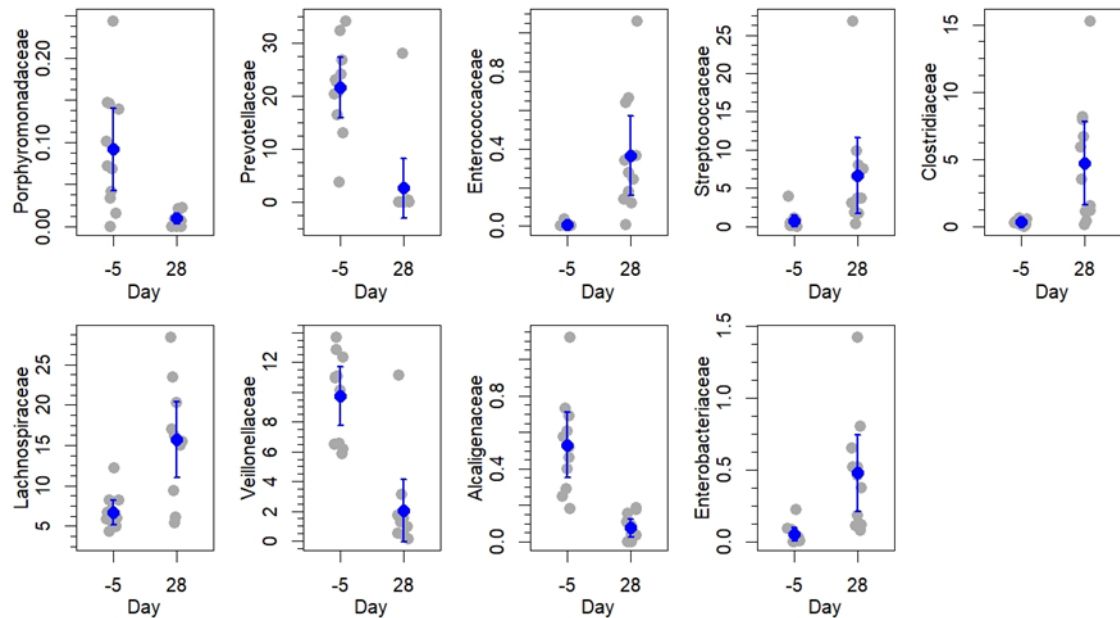 Porphyromonadaceae
0.00 0.10 0.20
-5 28
Day
Prevotellaceae
0 10 20 30
-5 28
Day
Enterococcaceae
0.0 0.4 0.8
-5 28
Day
Streptococcaceae
0 5 10 15 20 25
-5 28
Day
Clostridiaceae
0 5 10 15
-5 28
Day
Lachnospiraceae
5 10 15 20 25
-5 28
Day
Veillonellaceae
0 2 4 6 8 12
-5 28
Day
Alcaligenaceae
0.0 0.4 0.8
-5 28
Day
Enterobacteriaceae
0.0 0.5 1.0 1.5
-5 28
Day